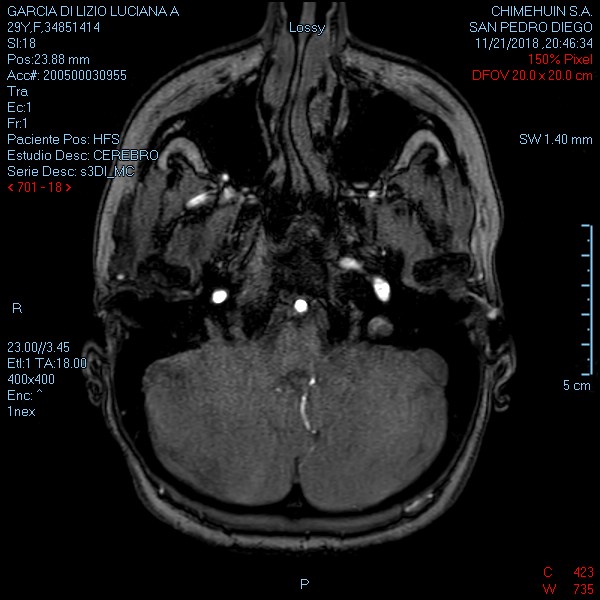 GARCIA DI LIZIO LUCIANA A
29Y,F,34851414
Sl:18
Pos:23.88 mm
Acc#: 200500030955
Tra
Ec:1
Fr:1
Paciente Pos: HFS
Estudio Desc: CEREBRO
Serie Desc: s3DI_MC
< 701 - 18 >
Lossy
CHIMEHUIN S.A.
SAN PEDRO DIEGO
11/21/2018 ,20:46:34
150% Pixel
DFOV 20.0 x 20.0 cm
SW 1.40 mm
R
23.00//3.45
Etl:1 TA:18.00
400x400
Enc: ^
1nex
5 cm
P
C 423
W 735